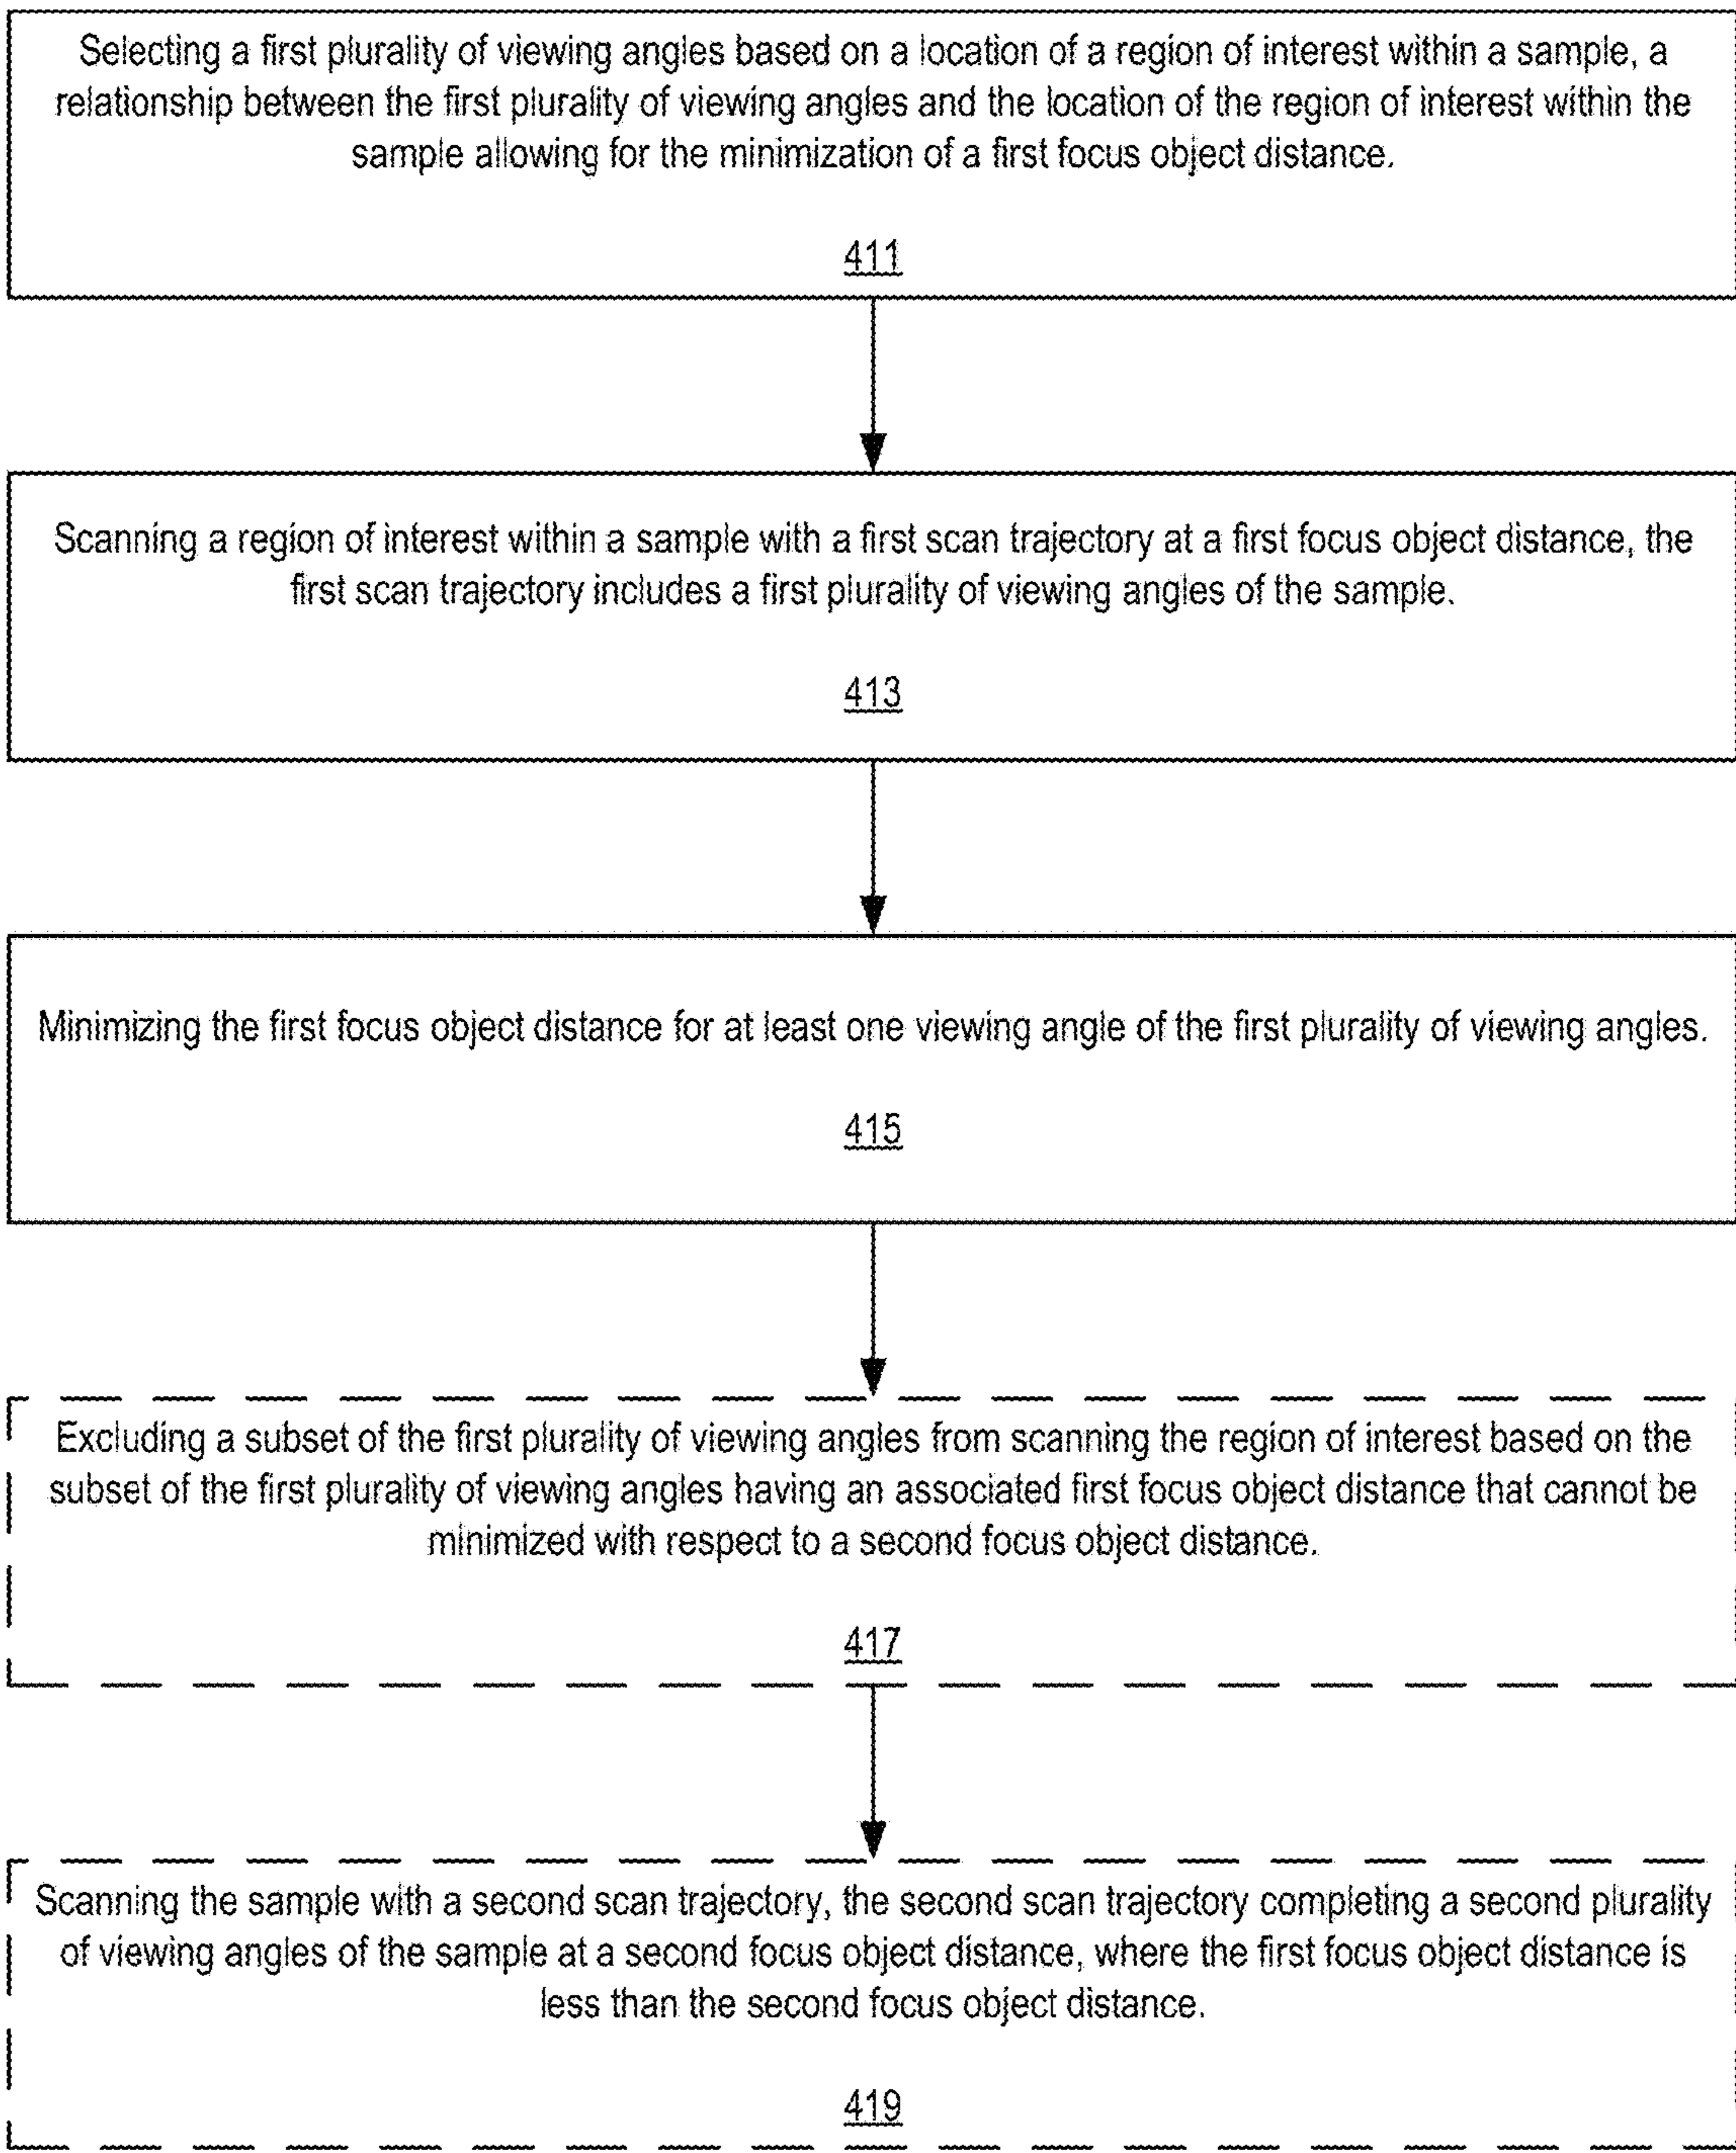 Selecting a first plurality of viewing angles based on a location of a region of interest within a sample, a
relationship between the first plurality of viewing angles and the location of the region of interest within the
sample allowing for the minimization of a first focus object distance.
411
Scanning a region of interest within a sample with a first scan trajectory at a first focus object distance, the
first scan trajectory includes a first plurality of viewing angles of the sample.
413
Minimizing the first focus object distance for at least one viewing angle of the first plurality of viewing angles.
415
Excluding a subset of the first plurality of viewing angles from scanning the region of interest based on the
subset of the first plurality of viewing angles having an associated first focus object distance that cannot be
minimized with respect to a second focus object distance.
417
Scanning the sample with a second scan trajectory, the second scan trajectory completing a second plurality
of viewing angles of the sample at a second focus object distance, where the first focus object distance is
less than the second focus object distance.
419